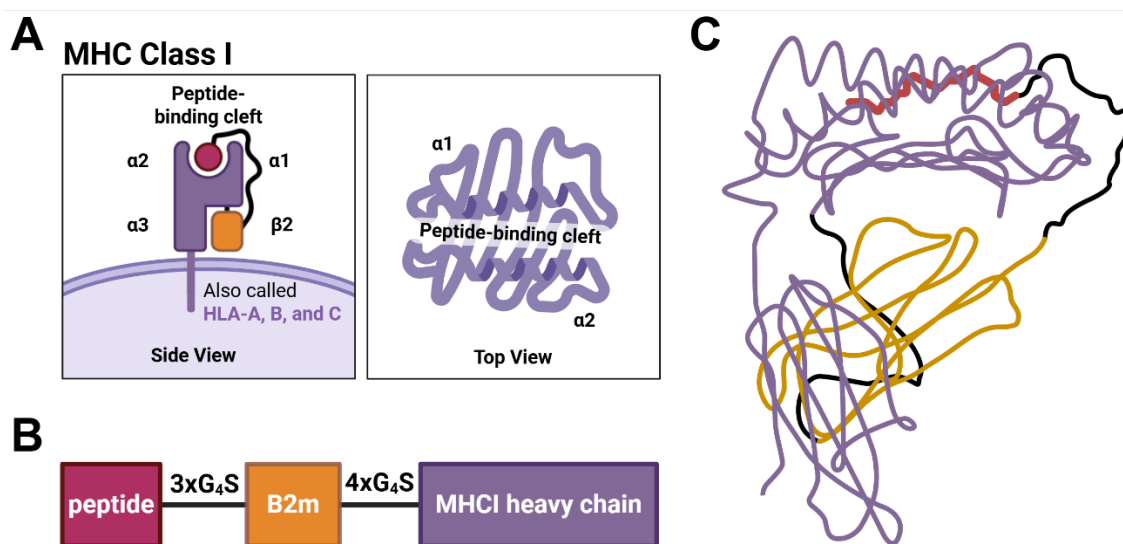 A
MHC Class I
Peptide-
binding cleft
α2
α1
α3
β2
Also called
HLA-A, B, and C
Side View
α1
Peptide-binding cleft
α2
Top View
B
peptide
3xG₄S
B2m
4xG₄S
MHCI heavy chain
C